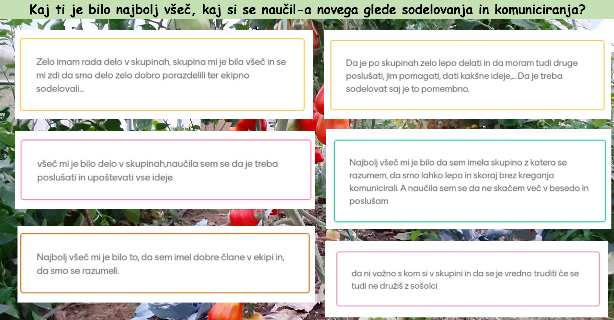 Kaj ti je bilo najbolj všeč, kaj si se naučil-a novega glede sodelovanja in komuniciranja?
Zelo imam rada delo v skupinah, skupina mi je bila všeč in se
mi zdi da smo delo zelo dobro porazdelili ter ekipno
sodelovali...
Da je po skupinah zelo lepo delati in da moram tudi druge
poslušati, jim pomagati, dati kakšne ideje,... Da je treba
sodelovat saj je to pomembno.
všeč mi je bilo delo v skupinah,naučila sem se da je treba
poslušati in upoštevati vse ideje
Najbolj všeč mi je bilo da sem imela skupino z katero se
razumem, da smo lahko lepo in skoraj brez kreganja
komunicirali. A naučila sem se da ne skačem več v besedo in
poslušam
Najbolj všeč mi je bilo to, da sem imel dobre člane v ekipi in,
da smo se razumeli.
da ni važno s kom si v skupini in da se je vredno truditi če se
tudi ne družiš z sošolci